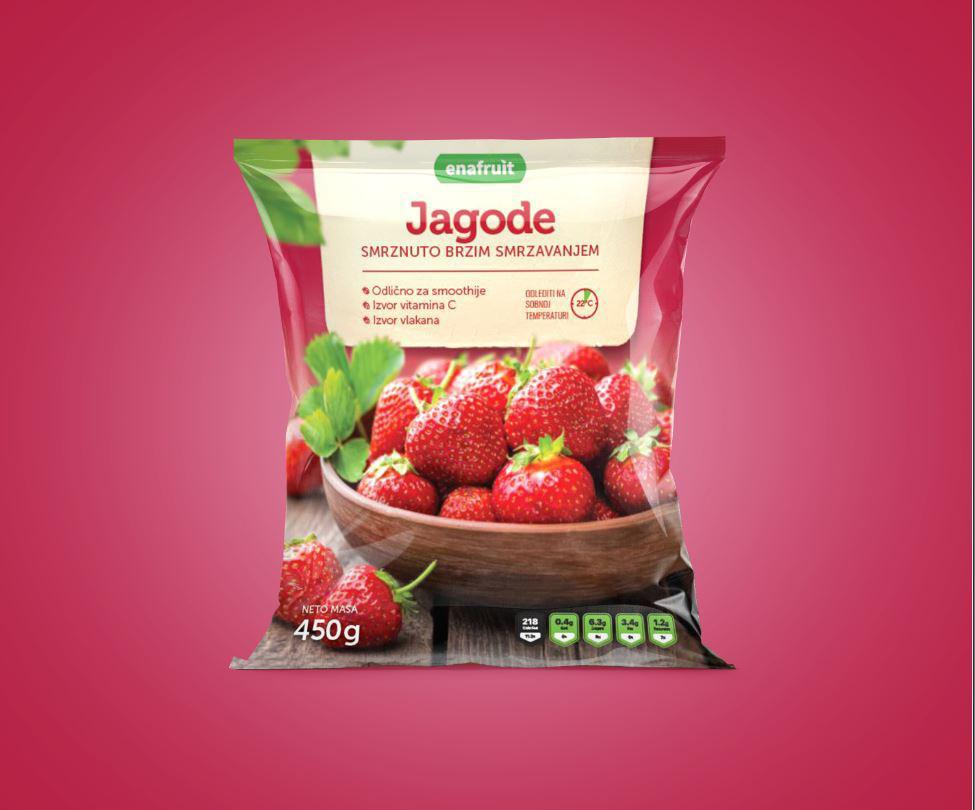 enafruit
Jagode
SMRZNUTO BRZIM SMRZAVANJEM
Odlično za smoothije
Izvor vitamina C
Izvor vlakana
ODLEDITI NA
SOBNOJ
TEMPERATURI
22°C
NETO MASA
450g
218 0.4g 6.3g 3.4g 1.2g